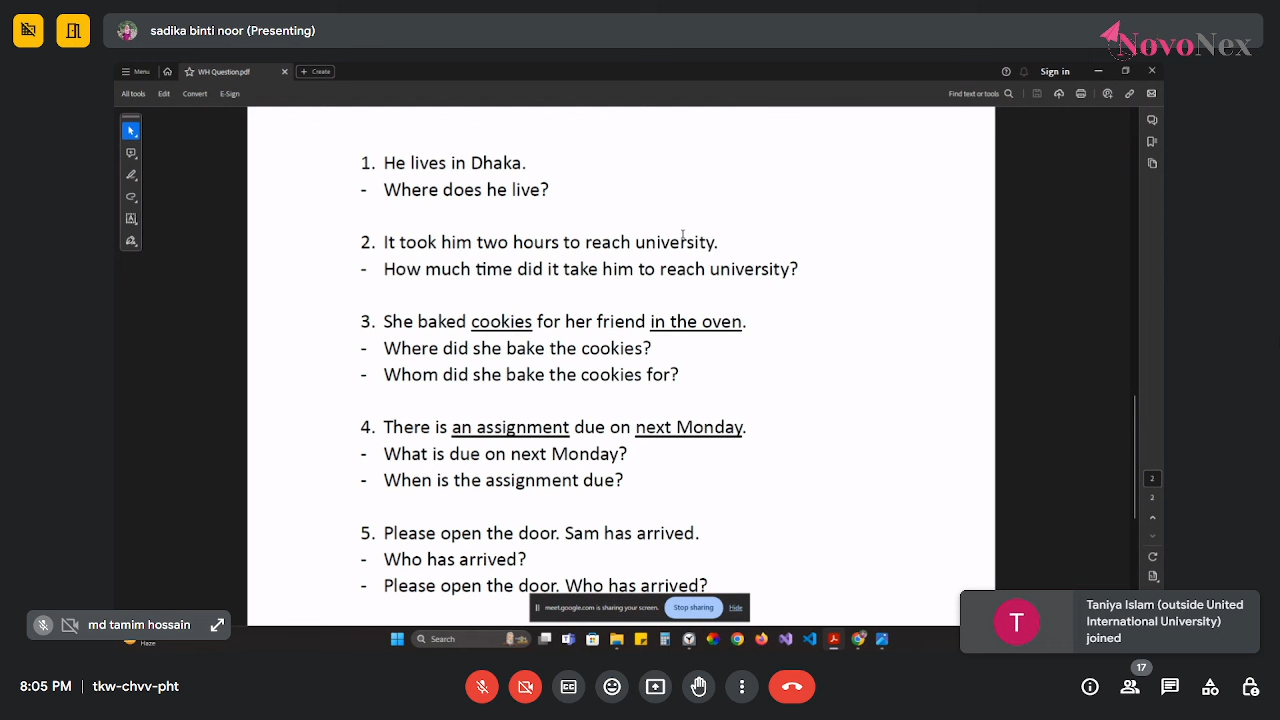 sadika binti noor (Presenting)
NovoNex
Menu
WH Question.pdf
Create
Sign in
All tools Edit Convert E-Sign
Find text or tools
1. He lives in Dhaka.
- Where does he live?
2. It took him two hours to reach university.
- How much time did it take him to reach university?
3. She baked cookies for her friend in the oven.
- Where did she bake the cookies?
- Whom did she bake the cookies for?
4. There is an assignment due on next Monday.
- What is due on next Monday?
- When is the assignment due?
5. Please open the door. Sam has arrived.
- Who has arrived?
- Please open the door. Who has arrived?
2
2
meet.google.com is sharing your screen. Stop sharing Hide
md tamim hossain
Haze
Search
T
Taniya Islem (outside United
International University)
joined
8:05 PM tkw-chvv-pht
17